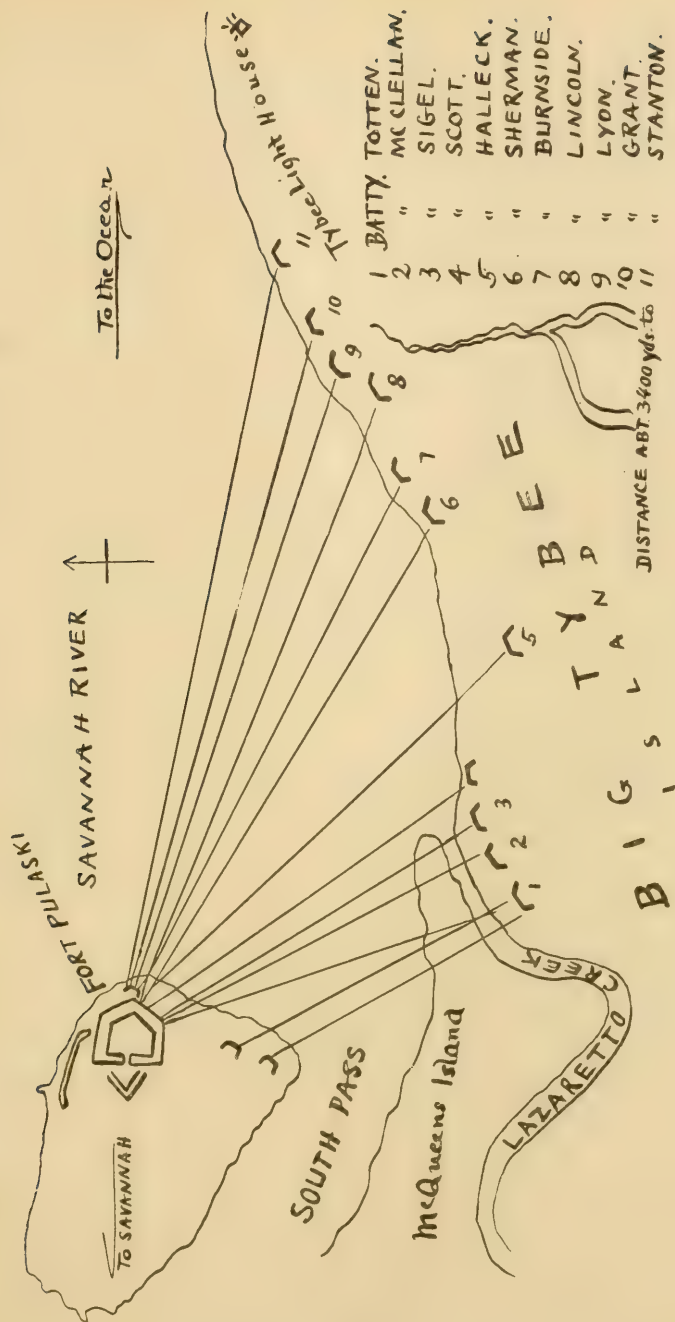 FORT PULASKI
SAVANNAH RIVER
To the Ocean
Tybee Light House
To SAVANNAH
SOUTH PASS
McQueens Island
LAZARETTO CREEK
BIG TYBEE
ISLAND
1
2
3
5
6
7
8
9
10
11
1 BATTY. TOTTEN.
2 " MC CLELLAN.
3 " SIGEL.
4 " SCOTT.
5 " HALLECK.
6 " SHERMAN.
7 " BURNSIDE.
8 " LINCOLN.
9 " LYON.
10 " GRANT.
11 " STANTON.
DISTANCE ABT. 3400 yds. to